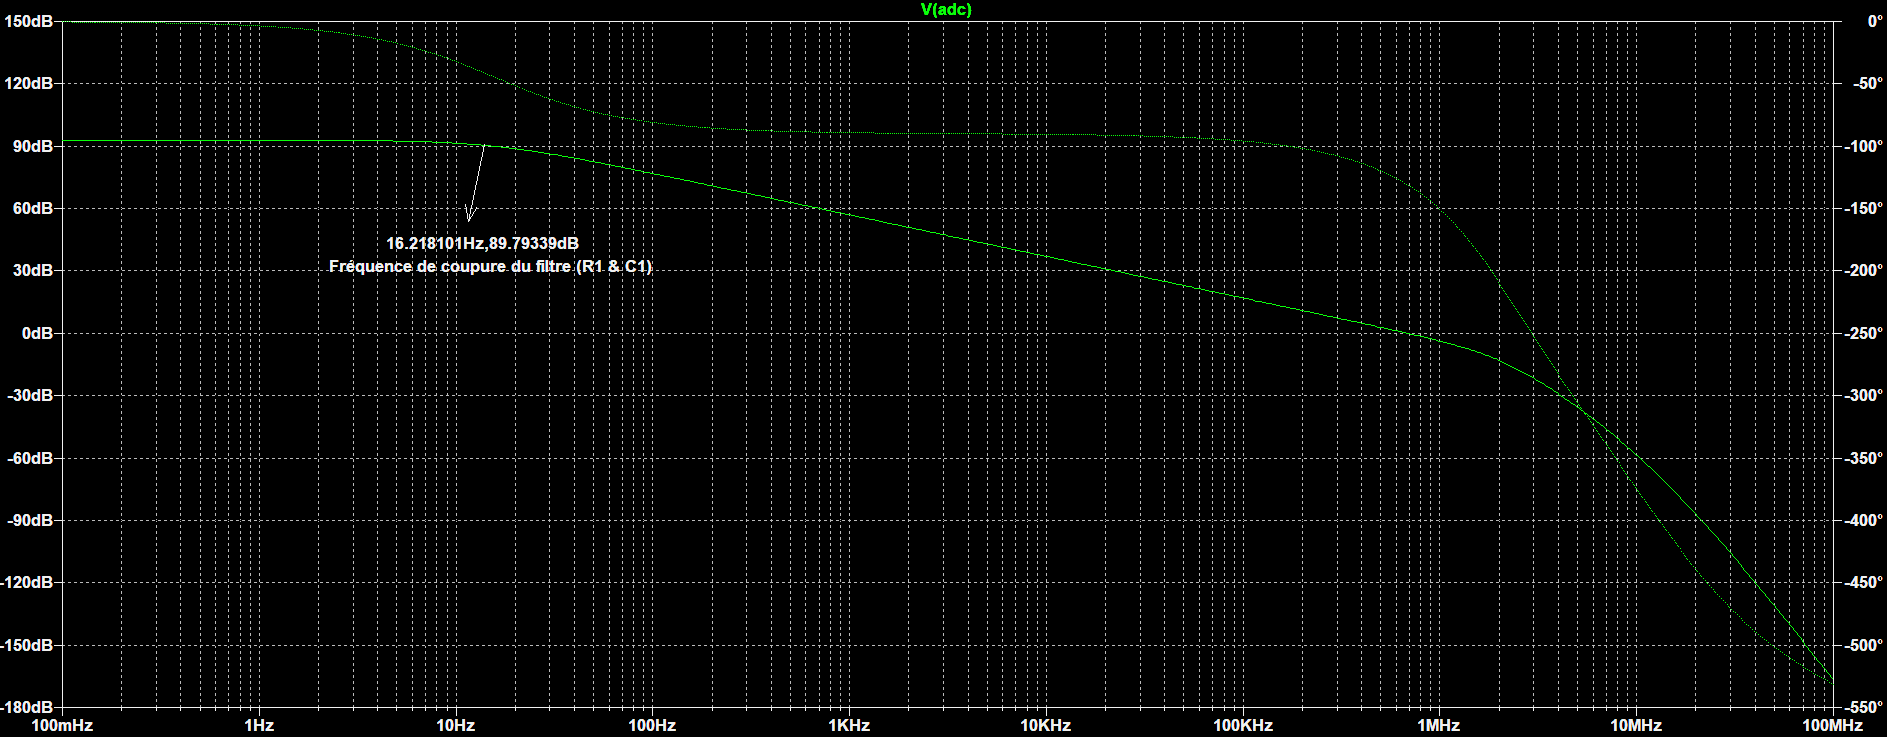 V(adc)
150dB
0°
120dB
-50°
90dB
-100°
60dB
-150°
16.218101Hz,89.79339dB
Fréquence de coupure du filtre (R1 & C1)
30dB
-200°
0dB
-250°
-30dB
-300°
-60dB
-350°
-90dB
-400°
-120dB
-450°
-150dB
-500°
-180dB
-550°
100mHz 1Hz 10Hz 100Hz 1KHz 10KHz 100KHz 1MHz 10MHz 100MHz